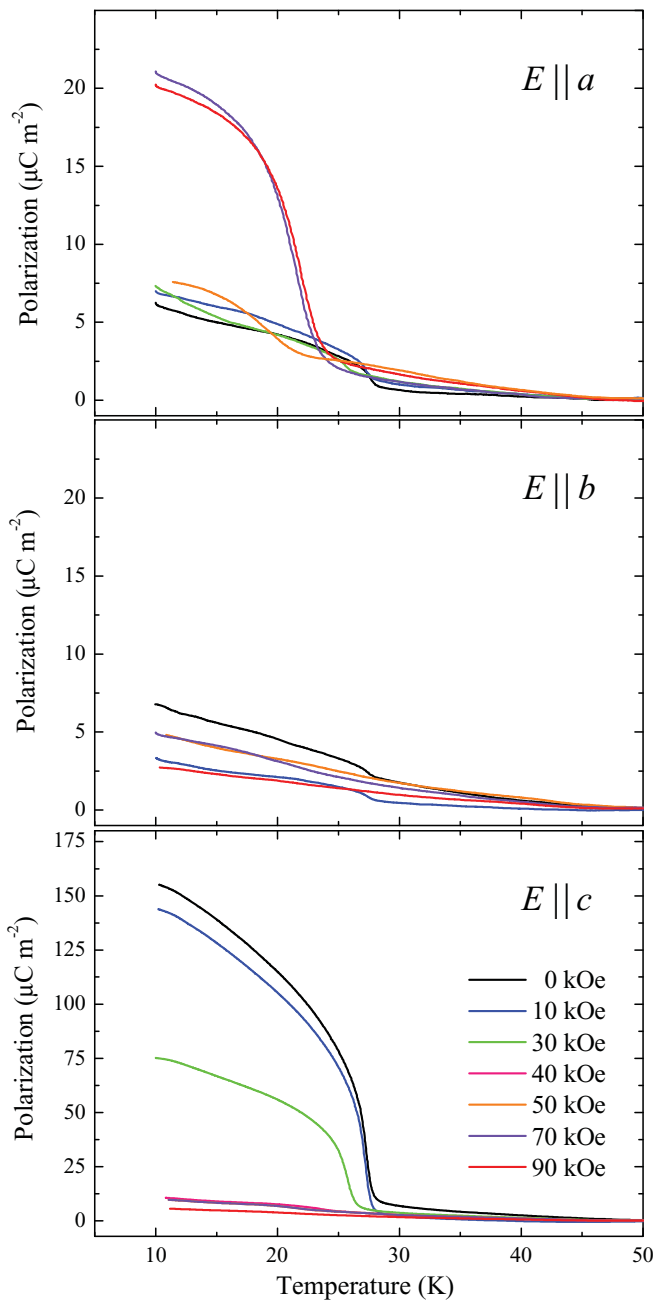 E || a
Polarization (μC m⁻²)
20
15
10
5
0
E || b
Polarization (μC m⁻²)
20
15
10
5
0
E || c
Polarization (μC m⁻²)
175
150
125
100
75
50
25
0
0 kOe
10 kOe
30 kOe
40 kOe
50 kOe
70 kOe
90 kOe
10 20 30 40 50
Temperature (K)